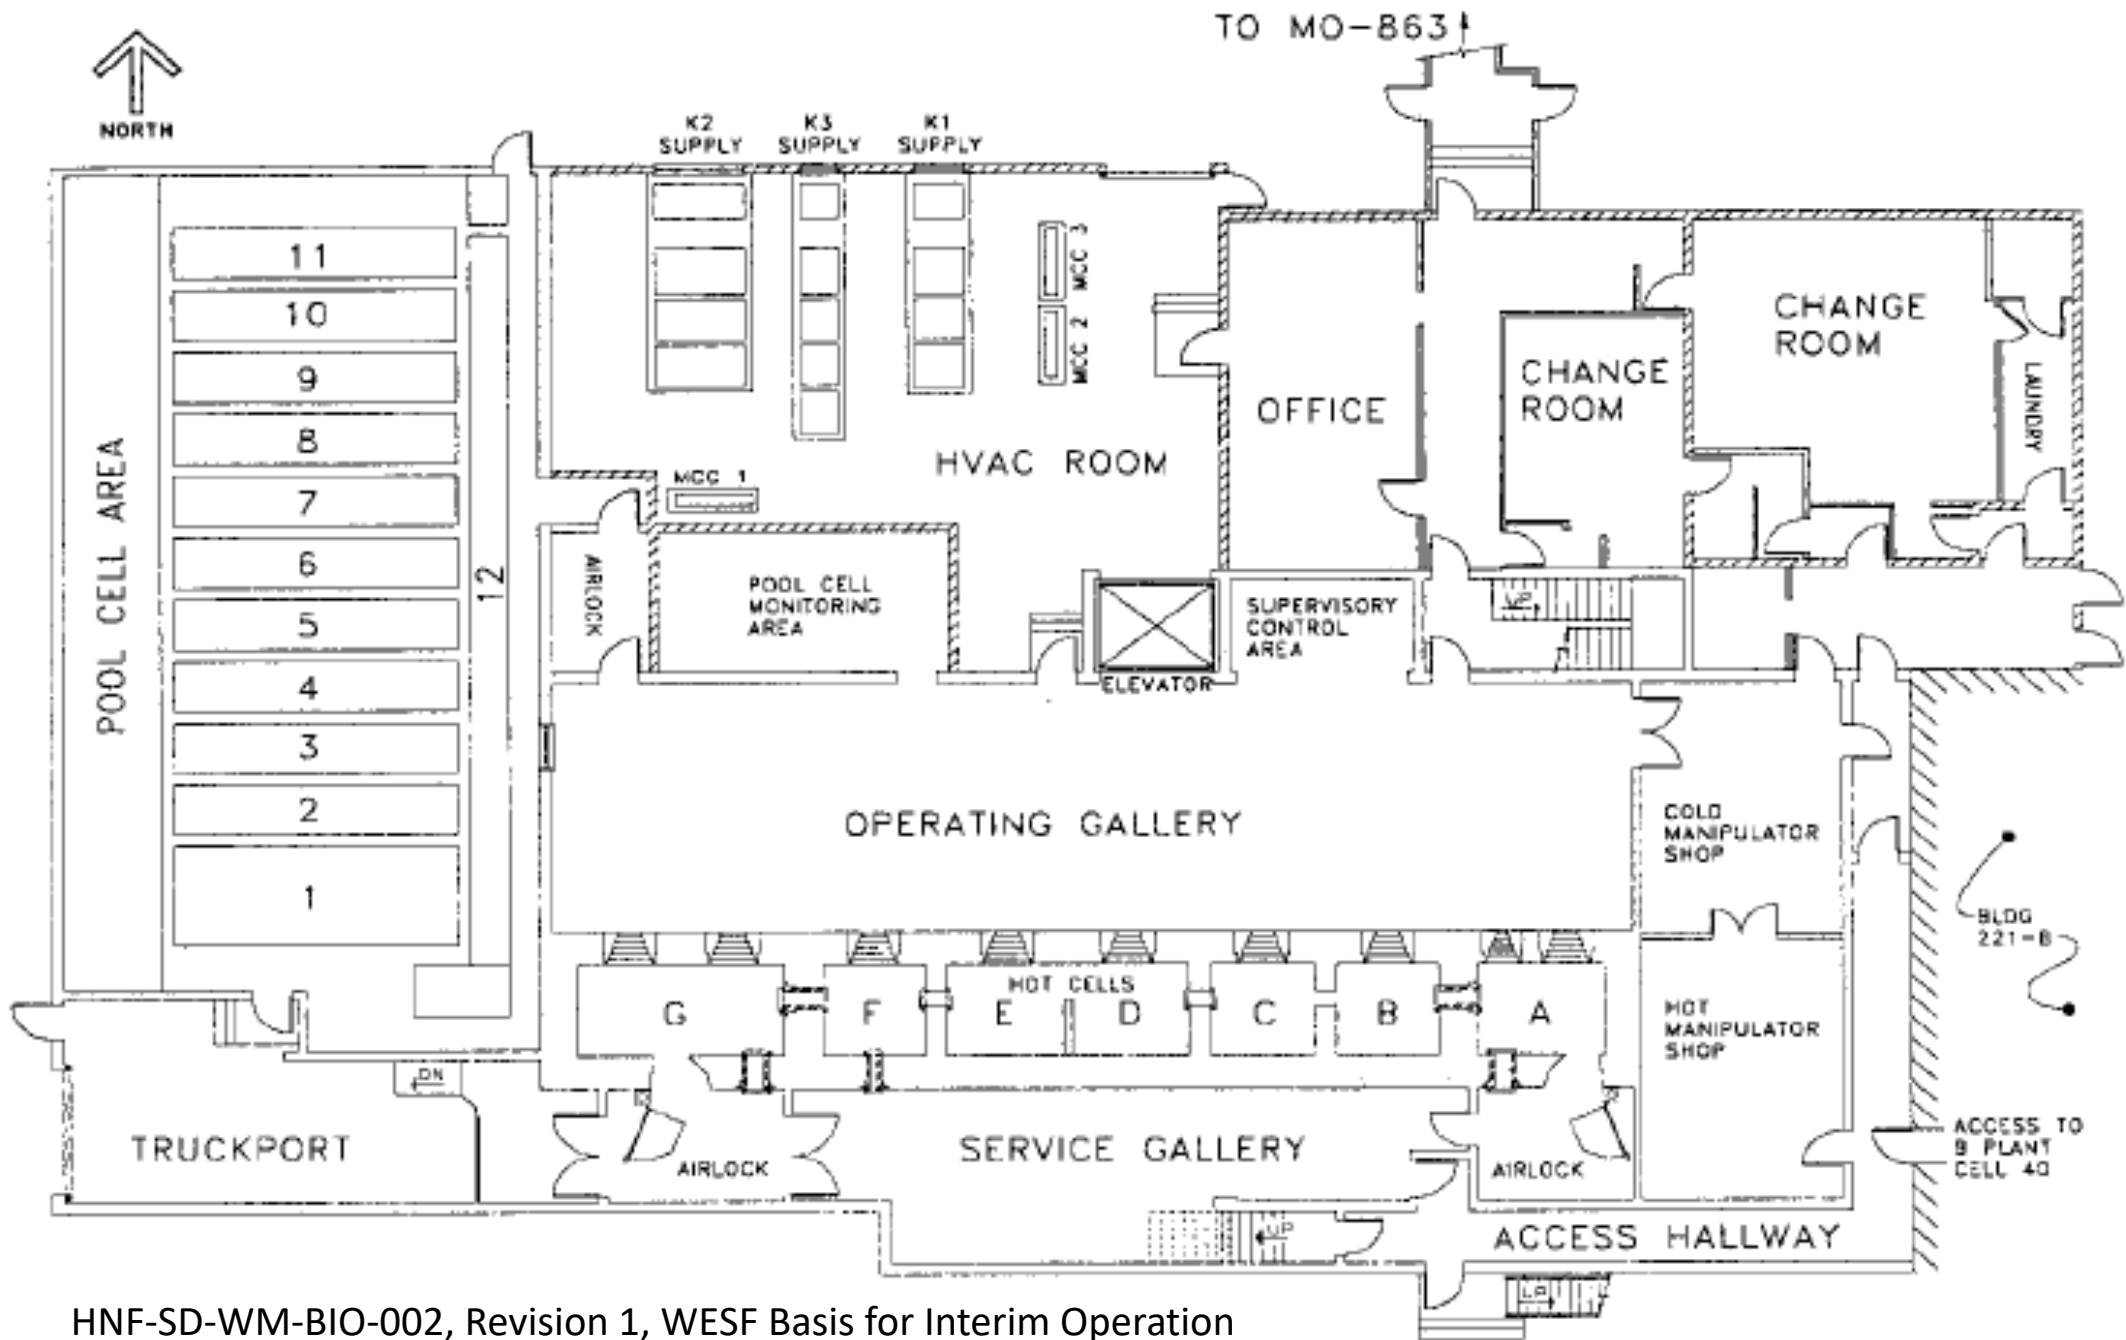 TO MO-863
NORTH
K2
SUPPLY
K3
SUPPLY
K1
SUPPLY
11
10
9
8
7
6
5
4
3
2
1
12
POOL CELL AREA
MCC 3
MCC 2
MCC 1
HVAC ROOM
OFFICE
CHANGE
ROOM
CHANGE
ROOM
LAUNDRY
AIRLOCK
POOL CELL
MONITORING
AREA
ELEVATOR
SUPERVISORY
CONTROL
AREA
UP
OPERATING GALLERY
COLD
MANIPULATOR
SHOP
BLDG
221-B
HOT CELLS
G
F
E
D
C
B
A
HOT
MANIPULATOR
SHOP
DN
TRUCKPORT
AIRLOCK
SERVICE GALLERY
AIRLOCK
ACCESS TO
B PLANT
CELL 40
UP
ACCESS HALLWAY
UP
HNF-SD-WM-BIO-002, Revision 1, WESF Basis for Interim Operation